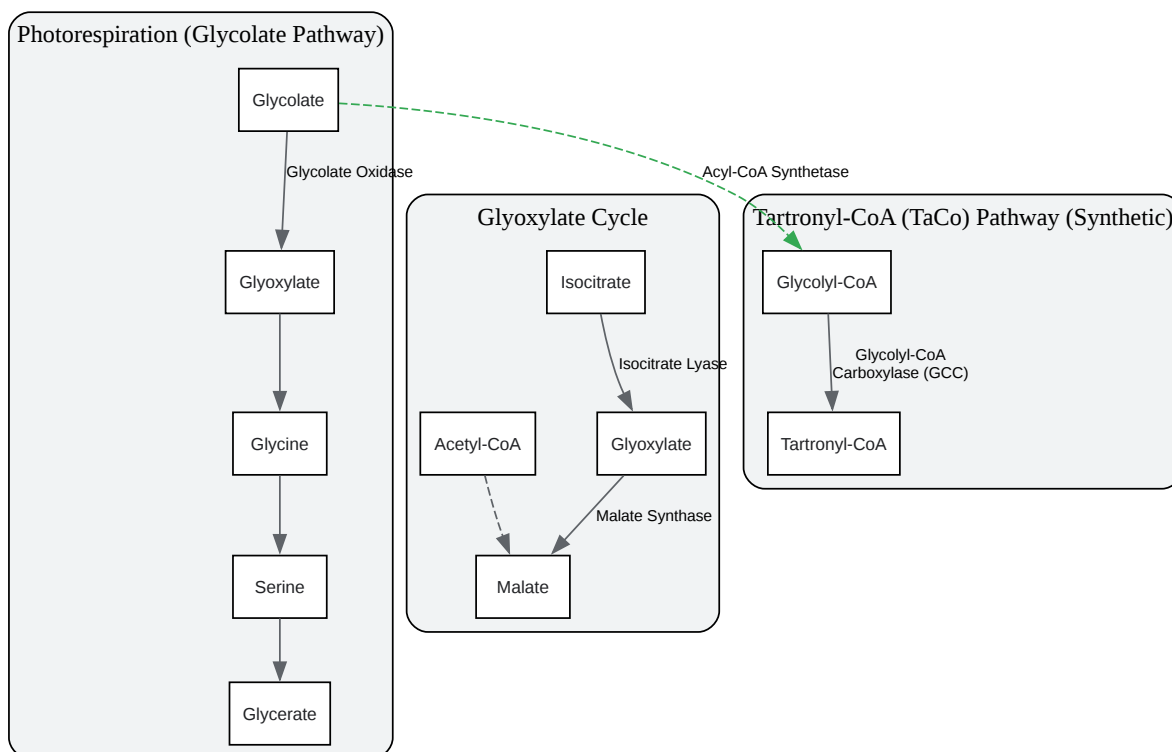 Photorespiration (Glycolate Pathway)
Glycolate
Glycolate Oxidase
Glyoxylate
Glycine
Serine
Glycerate
Acyl-CoA Synthetase
Glyoxylate Cycle
Isocitrate
Isocitrate Lyase
Acetyl-CoA
Glyoxylate
Malate Synthase
Malate
Tartronyl-CoA (TaCo) Pathway (Synthetic)
Glycolyl-CoA
Glycolyl-CoA
Carboxylase (GCC)
Tartronyl-CoA